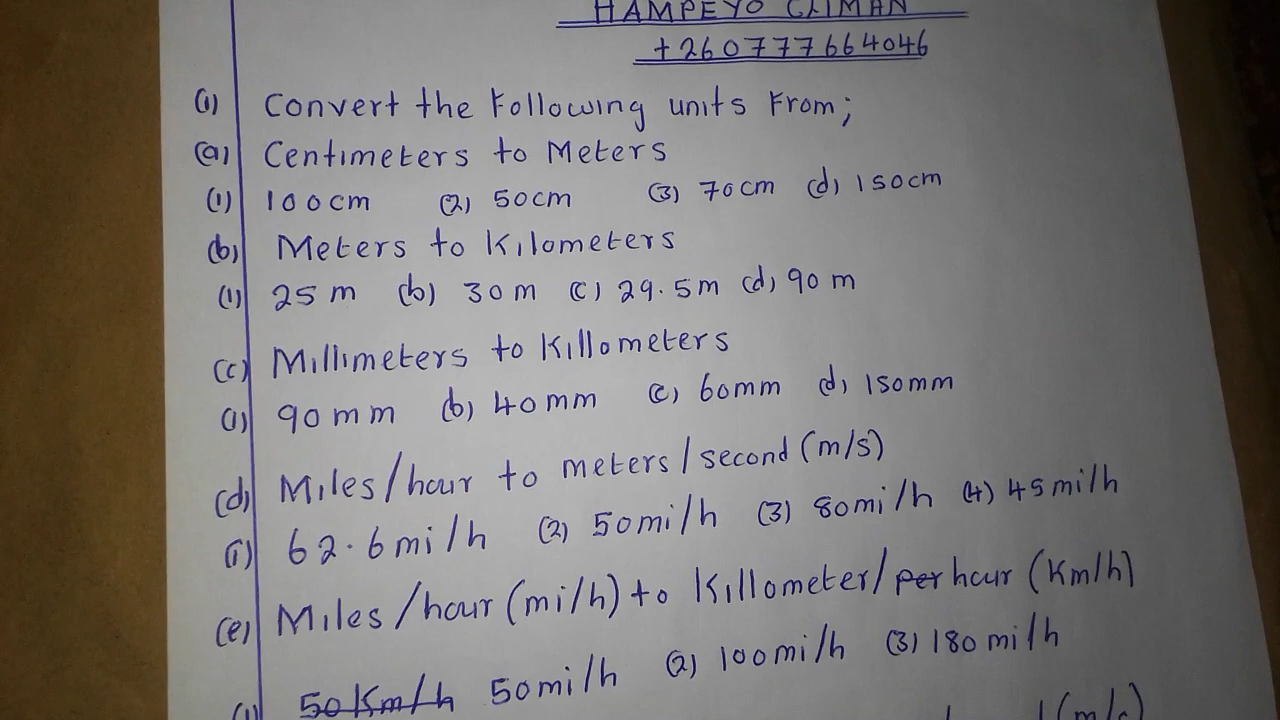 HAMPEYO CLIMAN
+260777664046
(1) Convert the Following units From;
(a) Centimeters to Meters
(1) 100cm (2) 50cm (3) 70cm (d) 150cm
(b) Meters to Kilometers
(1) 25m (b) 30m (c) 29.5m (d) 90m
(c) Millimeters to Killometers
(1) 90mm (b) 40mm (c) 60mm (d) 150mm
(d) Miles/hour to meters/second (m/s)
(1) 62.6mi/h (2) 50mi/h (3) 80mi/h (4) 45mi/h
(e) Miles/hour (mi/h) to Killometer/per hour (Km/h)
(1) 50Km/h 50mi/h (2) 100mi/h (3) 180mi/h